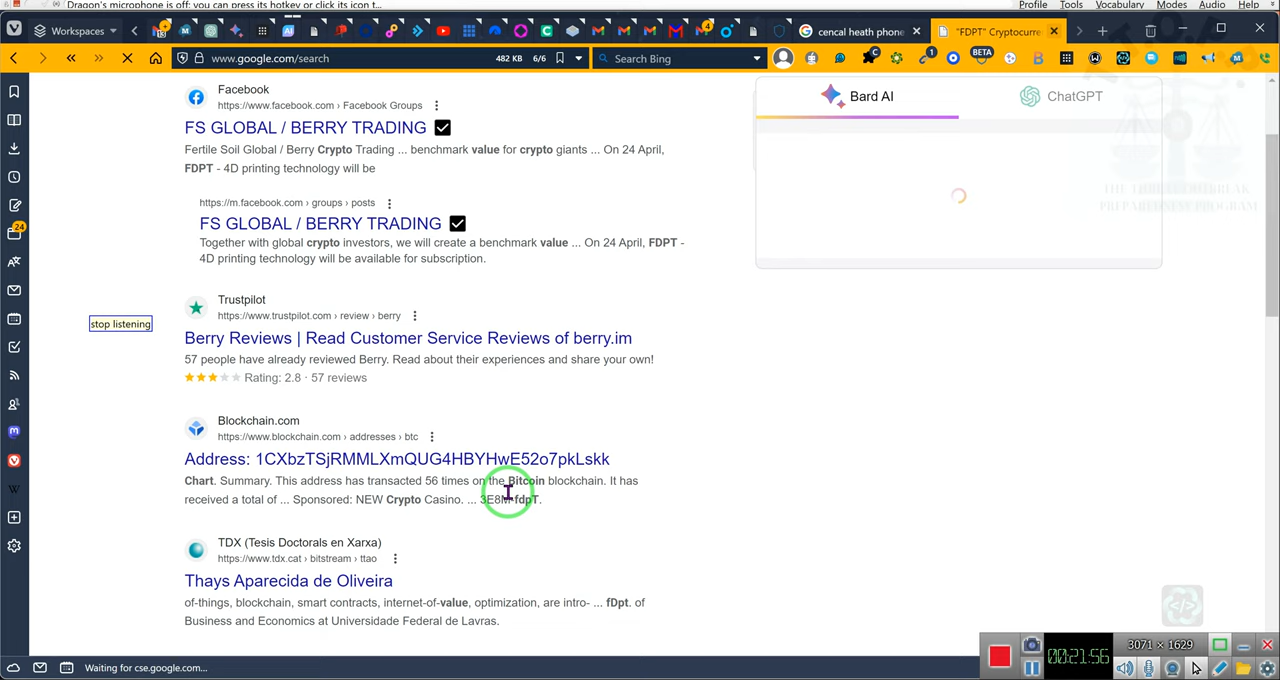 Dragon's microphone is off: you can press its hotkey or click its icon t...
Profile Tools Vocabulary Modes Audio Help
Workspaces
cencal heath phone
"FDPT" Cryptocurre
www.google.com/search
482 KB 6/6
Search Bing
BETA
Facebook
https://www.facebook.com › Facebook Groups
FS GLOBAL / BERRY TRADING
Fertile Soil Global / Berry Crypto Trading ... benchmark value for crypto giants ... On 24 April,
FDPT - 4D printing technology will be
https://m.facebook.com › groups › posts
FS GLOBAL / BERRY TRADING
Together with global crypto investors, we will create a benchmark value ... On 24 April, FDPT -
4D printing technology will be available for subscription.
Trustpilot
https://www.trustpilot.com › review › berry
Berry Reviews | Read Customer Service Reviews of berry.im
57 people have already reviewed Berry. Read about their experiences and share your own!
Rating: 2.8 · 57 reviews
stop listening
Blockchain.com
https://www.blockchain.com › addresses › btc
Address: 1CXbzTSjRMMLXmQUG4HBYHwE52o7pkLskk
Chart. Summary. This address has transacted 56 times on the Bitcoin blockchain. It has
received a total of ... Sponsored: NEW Crypto Casino. ... 3E8M fdpT.
TDX (Tesis Doctorals en Xarxa)
https://www.tdx.cat › bitstream › ttao
Thays Aparecida de Oliveira
of-things, blockchain, smart contracts, internet-of-value, optimization, are intro- ... fDpt. of
Business and Economics at Universidade Federal de Lavras.
Bard AI
ChatGPT
PREPAREDNESS PROGRAM
24
Waiting for cse.google.com...
3071 × 1629
00:21:56